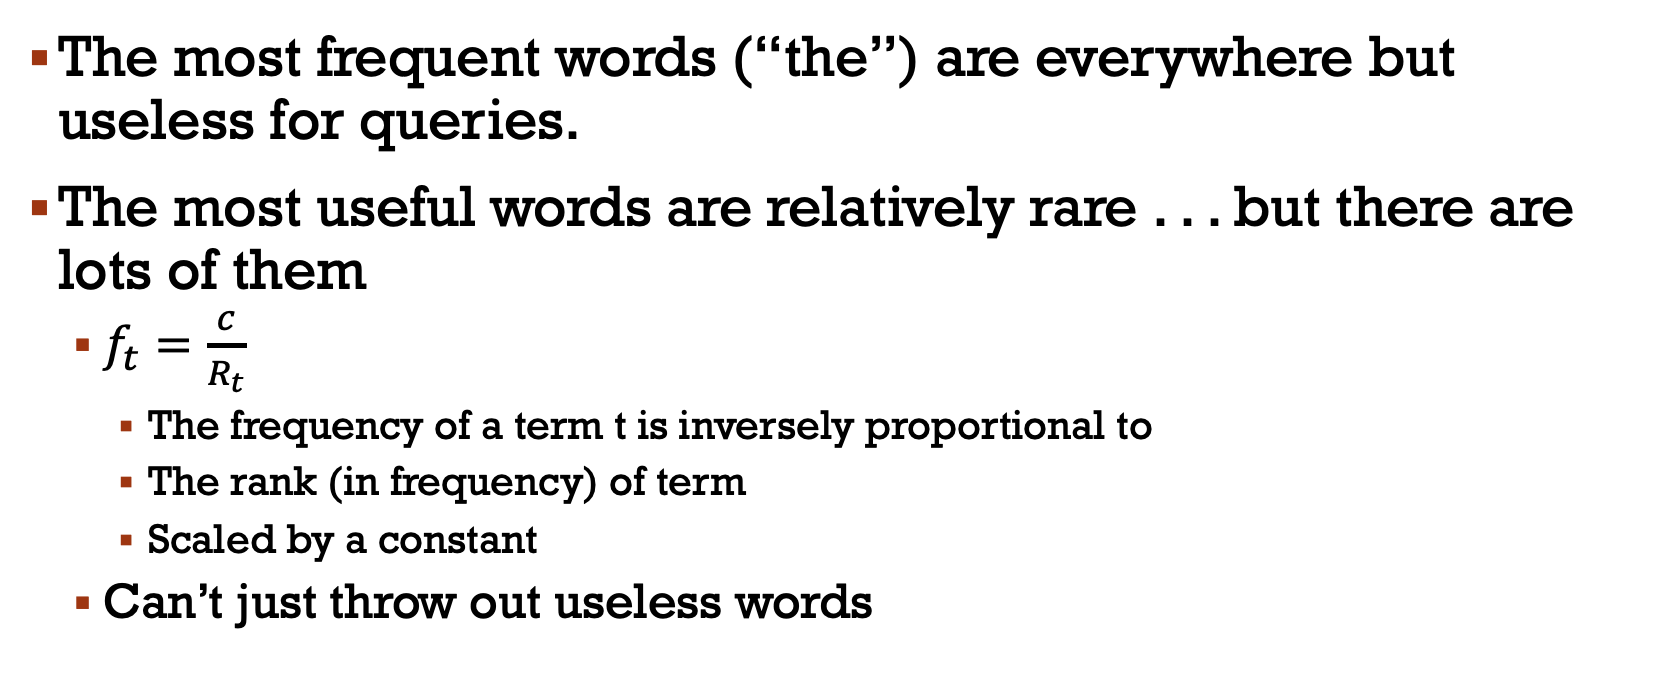 ▪The most frequent words (“the”) are everywhere but
useless for queries.
▪The most useful words are relatively rare . . . but there are
lots of them
▪ f_t = c/R_t
▪ The frequency of a term t is inversely proportional to
▪ The rank (in frequency) of term
▪ Scaled by a constant
▪ Can’t just throw out useless words